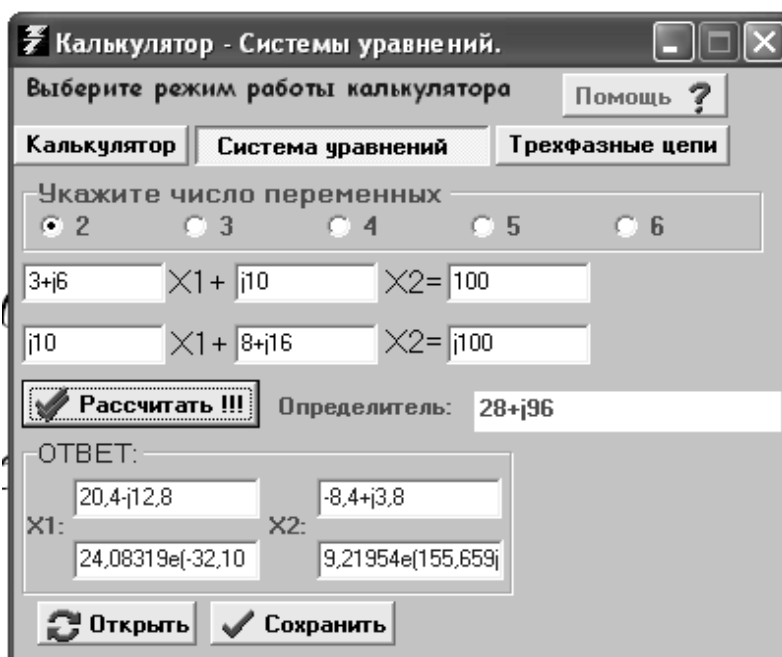 Калькулятор - Системы уравнений.
Выберите режим работы калькулятора Помощь ?
Калькулятор Система уравнений Трехфазные цепи
Укажите число переменных
2 3 4 5 6
3+j6 X1+ j10 X2= 100
j10 X1+ 8+j16 X2= j100
Рассчитать !!! Определитель: 28+j96
ОТВЕТ:
20,4-j12,8 -8,4+j3,8
X1: X2:
24,08319e(-32,10 9,21954e(155,659j
Открыть Сохранить